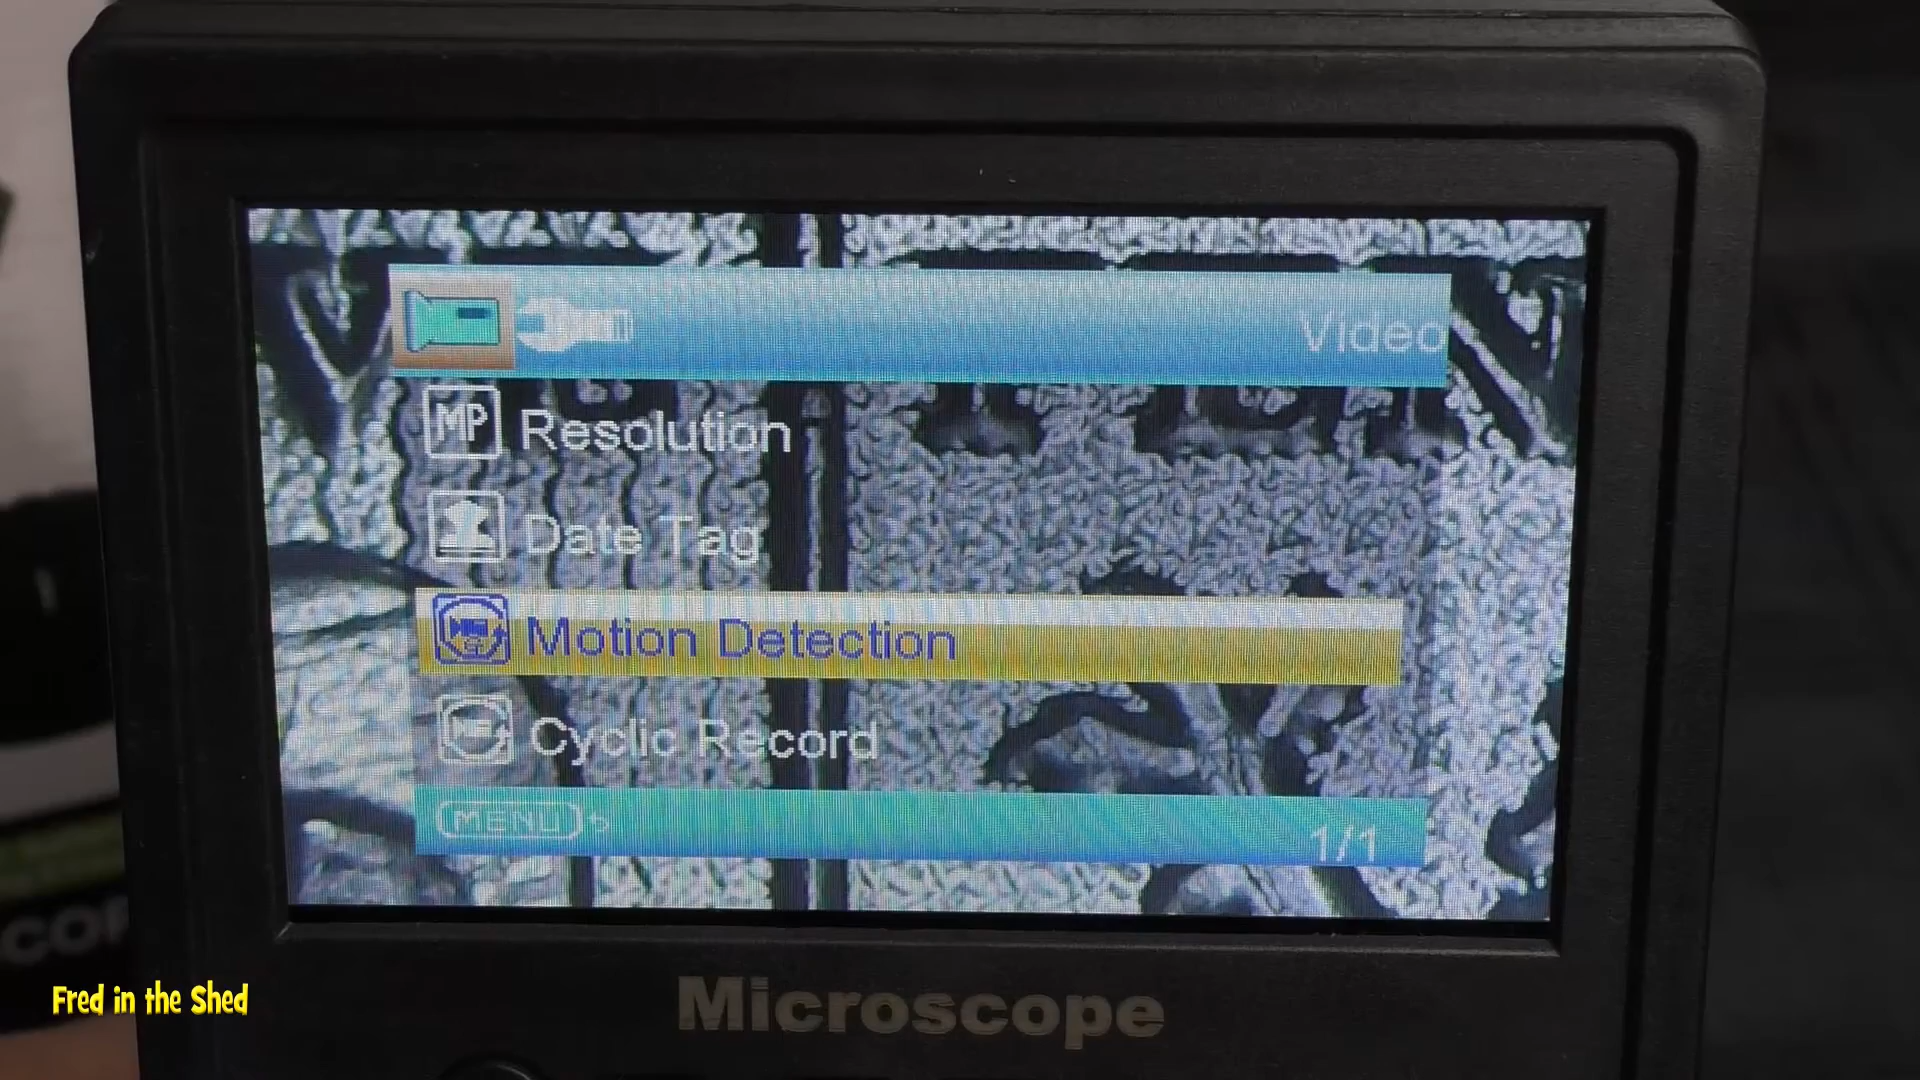 Video
MP Resolution
Date Tag
Motion Detection
Cyclic Record
MENU
1/1
Microscope
Fred in the Shed